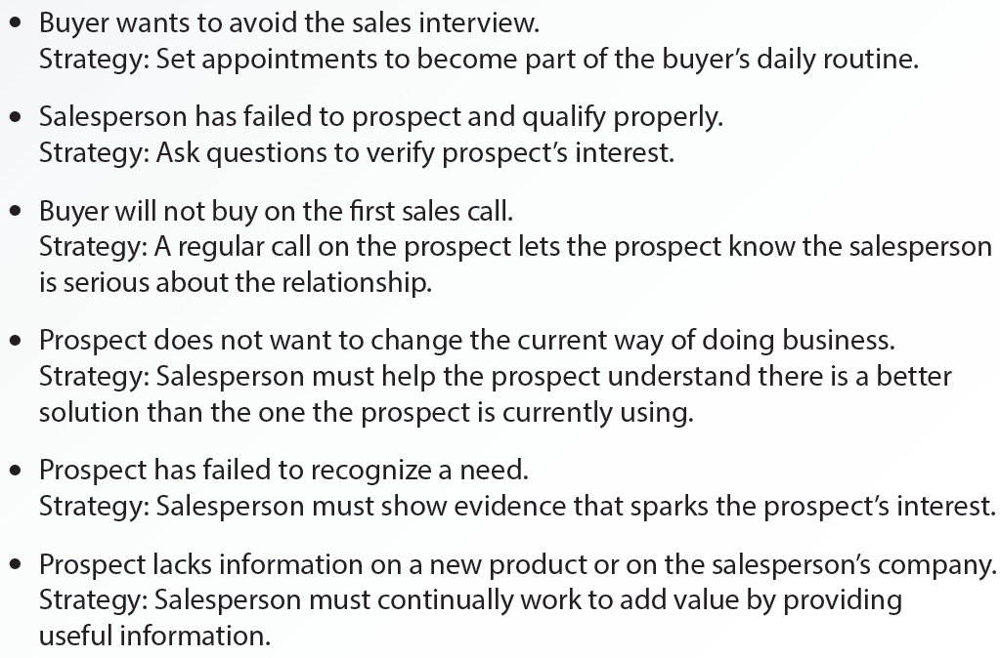 • Buyer wants to avoid the sales interview.
Strategy: Set appointments to become part of the buyer’s daily routine.
• Salesperson has failed to prospect and qualify properly.
Strategy: Ask questions to verify prospect’s interest.
• Buyer will not buy on the first sales call.
Strategy: A regular call on the prospect lets the prospect know the salesperson
is serious about the relationship.
• Prospect does not want to change the current way of doing business.
Strategy: Salesperson must help the prospect understand there is a better
solution than the one the prospect is currently using.
• Prospect has failed to recognize a need.
Strategy: Salesperson must show evidence that sparks the prospect’s interest.
• Prospect lacks information on a new product or on the salesperson’s company.
Strategy: Salesperson must continually work to add value by providing
useful information.